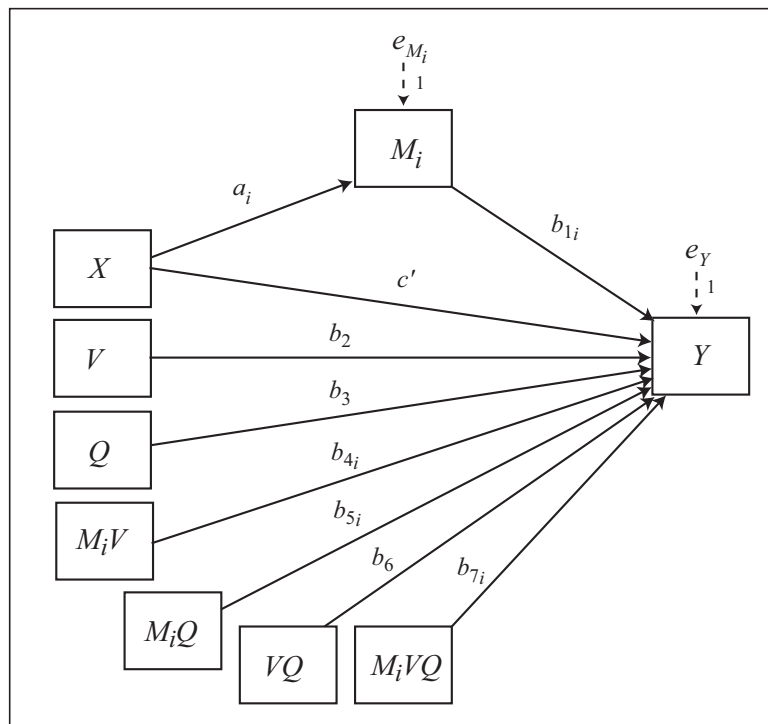 e_{M_i}
1
M_i
a_i
b_{1i}
X
e_Y
1
c'
V
b_2
Y
b_3
Q
b_{4i}
M_iV
b_{5i}
b_6
b_{7i}
M_iQ
VQ
M_iVQ